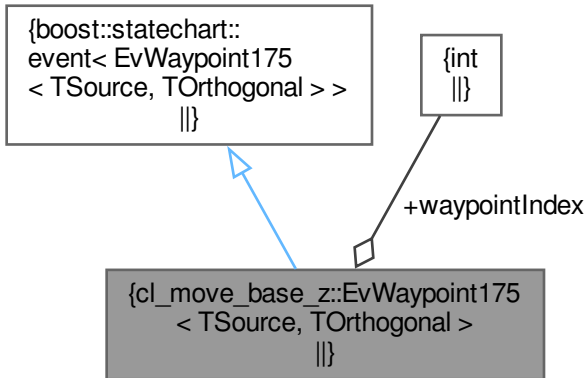 {boost::statechart::
event< EvWaypoint175
< TSource, TOrthogonal > >
||}
{int
||}
+waypointIndex
{cl_move_base_z::EvWaypoint175
< TSource, TOrthogonal >
||}